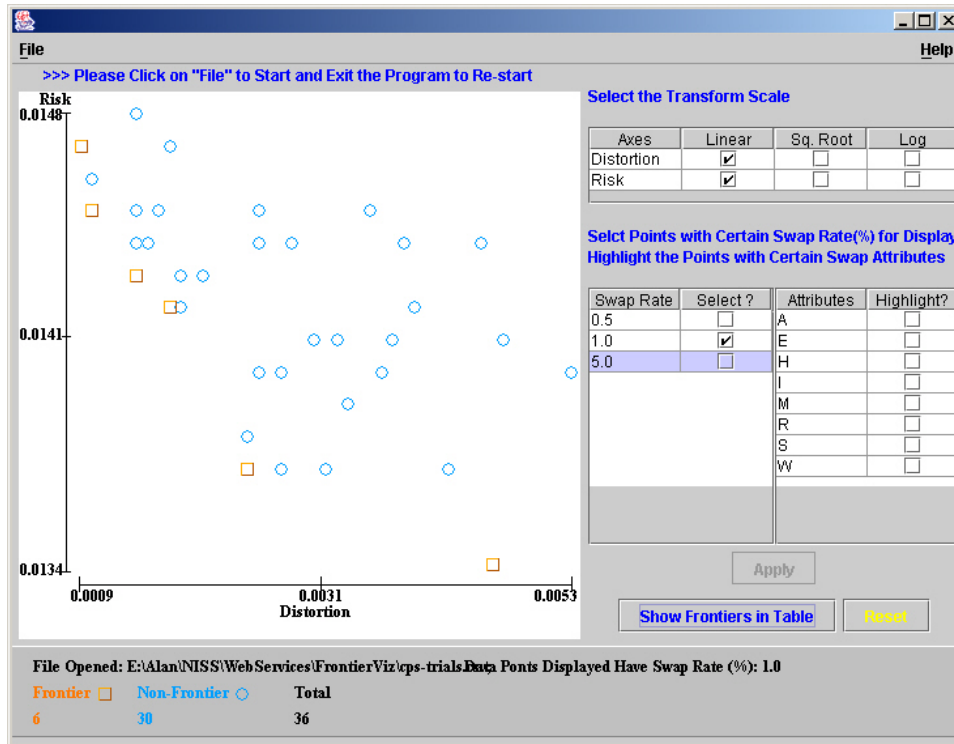 File Help
>>> Please Click on "File" to Start and Exit the Program to Re-start
Risk
0.0148
0.0141
0.0134
0.0009 0.0031 0.0053
Distortion
Select the Transform Scale
Axes Linear Sq. Root Log
Distortion
Risk
Selct Points with Certain Swap Rate(%) for Display
Highlight the Points with Certain Swap Attributes
Swap Rate Select ? Attributes Highlight?
0.5 A
1.0 E
5.0 H
I
M
R
S
W
Apply
Show Frontiers in Table Reset
File Opened: E:\Alan\NISS\WebServices\FrontierViz\cps-trials. Ponts Displayed Have Swap Rate (%): 1.0
Frontier Non-Frontier Total
6 30 36